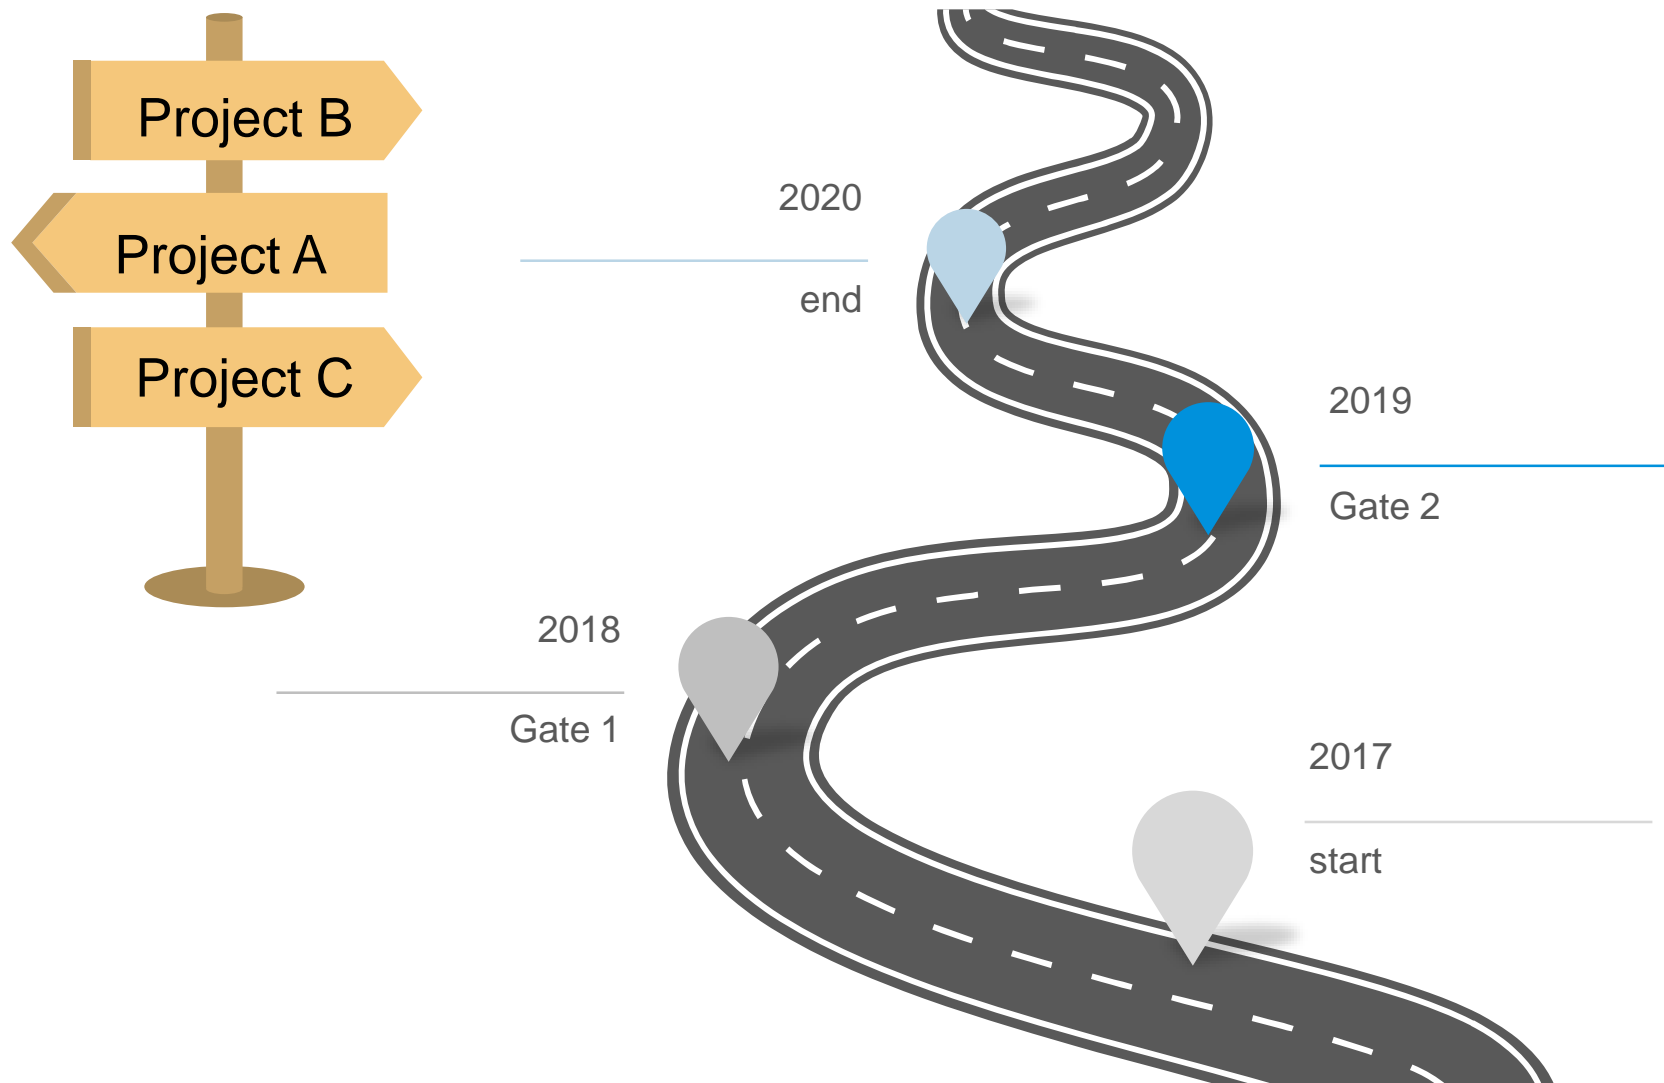 Project B
Project A
Project C
2020
end
2019
Gate 2
2018
Gate 1
2017
start